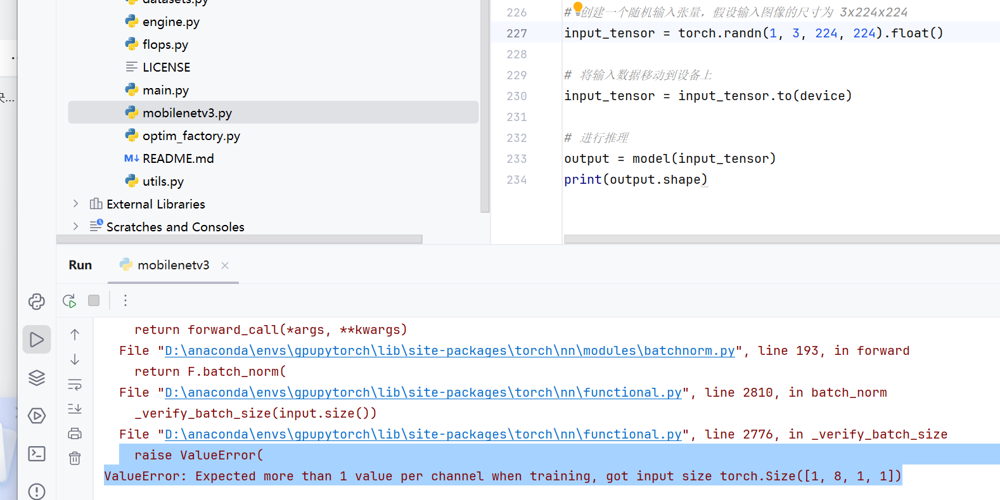 datasets.py
engine.py
flops.py
LICENSE
main.py
mobilenetv3.py
optim_factory.py
M↓ README.md
utils.py
External Libraries
Scratches and Consoles
226 # 创建一个随机输入张量，假设输入图像的尺寸为 3x224x224
227 input_tensor = torch.randn(1, 3, 224, 224).float()
228
229 # 将输入数据移动到设备上
230 input_tensor = input_tensor.to(device)
231
232 # 进行推理
233 output = model(input_tensor)
234 print(output.shape)
Run mobilenetv3
return forward_call(*args, **kwargs)
File "D:\anaconda\envs\gpupytorch\lib\site-packages\torch\nn\modules\batchnorm.py", line 193, in forward
return F.batch_norm(
File "D:\anaconda\envs\gpupytorch\lib\site-packages\torch\nn\functional.py", line 2810, in batch_norm
_verify_batch_size(input.size())
File "D:\anaconda\envs\gpupytorch\lib\site-packages\torch\nn\functional.py", line 2776, in _verify_batch_size
raise ValueError(
ValueError: Expected more than 1 value per channel when training, got input size torch.Size([1, 8, 1, 1])